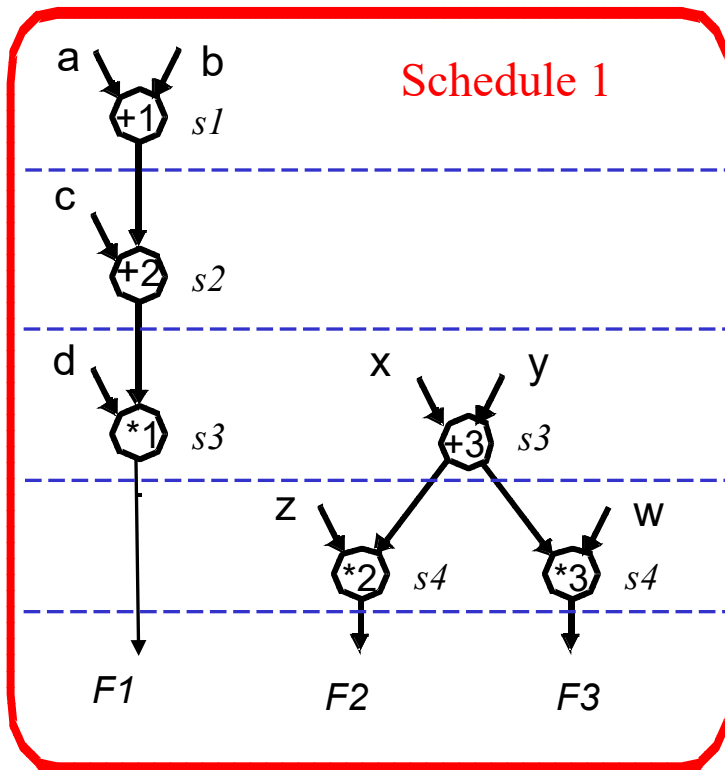 Schedule 1
a b
+1 s1
c
+2 s2
d x y
*1 s3 +3 s3
z w
*2 s4 *3 s4
F1 F2 F3